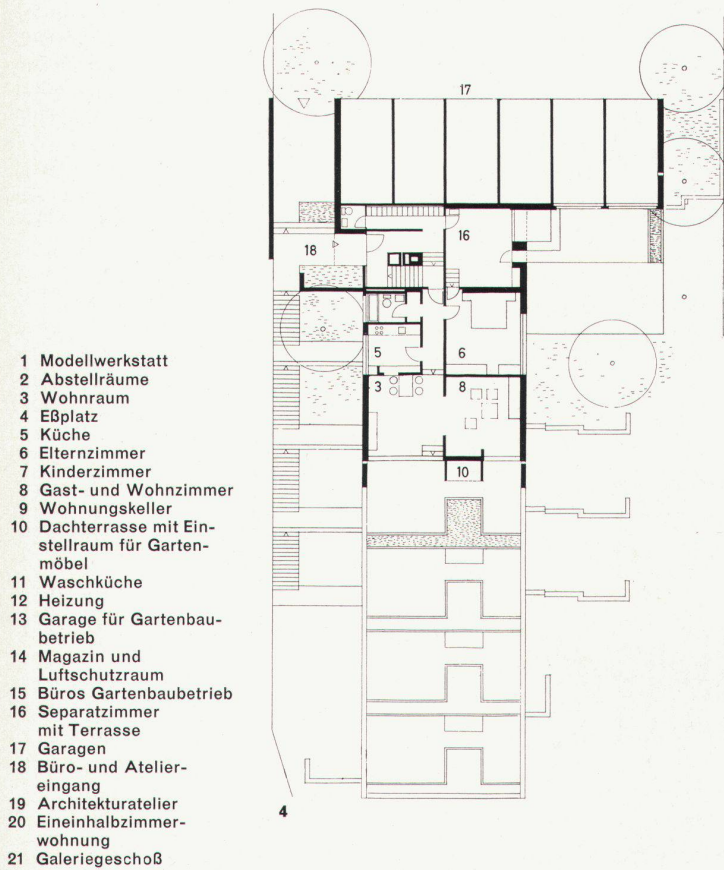 1 Modellwerkstatt
2 Abstellräume
3 Wohnraum
4 Eßplatz
5 Küche
6 Elternzimmer
7 Kinderzimmer
8 Gast- und Wohnzimmer
9 Wohnungskeller
10 Dachterrasse mit Ein-
stellraum für Garten-
möbel
11 Waschküche
12 Heizung
13 Garage für Gartenbau-
betrieb
14 Magazin und
Luftschutzraum
15 Büros Gartenbaubetrieb
16 Separatzimmer
mit Terrasse
17 Garagen
18 Büro- und Atelier-
eingang
19 Architekturatelier
20 Eineinhalbzimmer-
wohnung
21 Galeriegeschoß
17
16
18
5
6
3
8
10
4